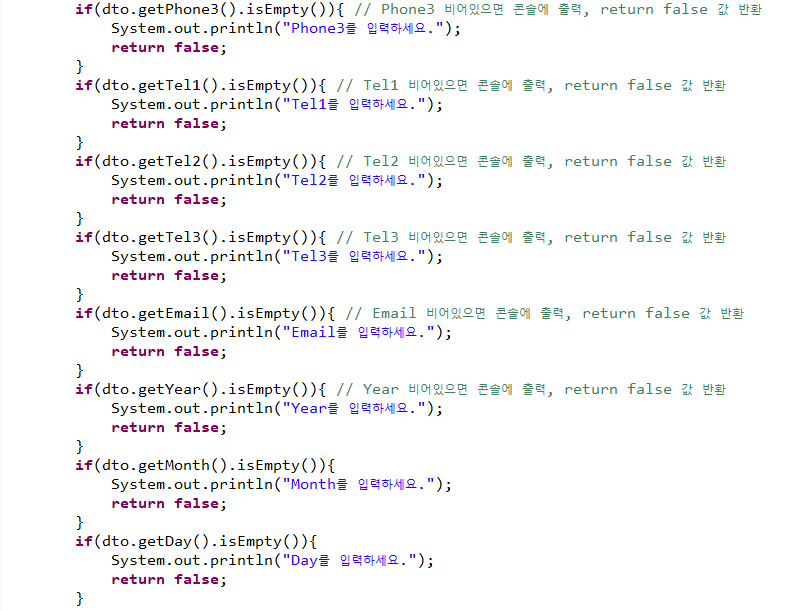 if(dto.getPhone3().isEmpty()){ // Phone3 비어있으면 콘솔에 출력, return false 값 반환
System.out.println("Phone3를 입력하세요.");
return false;
}
if(dto.getTel1().isEmpty()){ // Tel1 비어있으면 콘솔에 출력, return false 값 반환
System.out.println("Tel1를 입력하세요.");
return false;
}
if(dto.getTel2().isEmpty()){ // Tel2 비어있으면 콘솔에 출력, return false 값 반환
System.out.println("Tel2를 입력하세요.");
return false;
}
if(dto.getTel3().isEmpty()){ // Tel3 비어있으면 콘솔에 출력, return false 값 반환
System.out.println("Tel3를 입력하세요.");
return false;
}
if(dto.getEmail().isEmpty()){ // Email 비어있으면 콘솔에 출력, return false 값 반환
System.out.println("Email를 입력하세요.");
return false;
}
if(dto.getYear().isEmpty()){ // Year 비어있으면 콘솔에 출력, return false 값 반환
System.out.println("Year를 입력하세요.");
return false;
}
if(dto.getMonth().isEmpty()){
System.out.println("Month를 입력하세요.");
return false;
}
if(dto.getDay().isEmpty()){
System.out.println("Day를 입력하세요.");
return false;
}